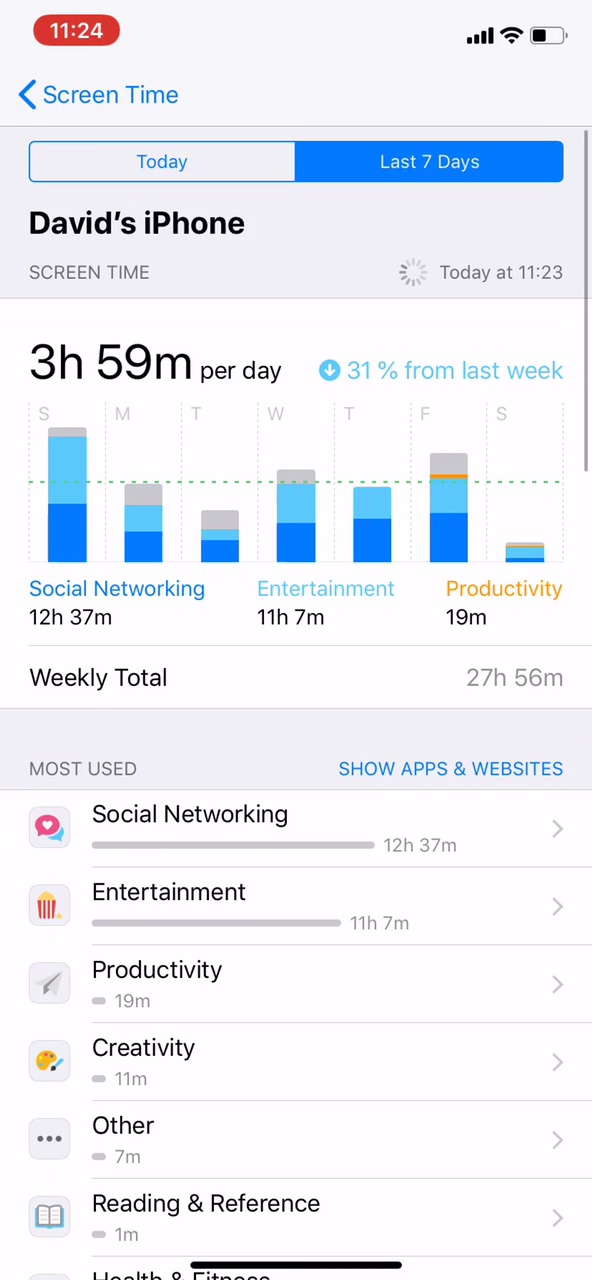 11:24
Screen Time
Today
Last 7 Days
David's iPhone
SCREEN TIME
Today at 11:23
3h 59m per day
31 % from last week
S M T W T F S
Social Networking Entertainment Productivity
12h 37m 11h 7m 19m
Weekly Total 27h 56m
MOST USED SHOW APPS & WEBSITES
Social Networking
12h 37m
Entertainment
11h 7m
Productivity
19m
Creativity
11m
Other
7m
Reading & Reference
1m
Health & Fitness